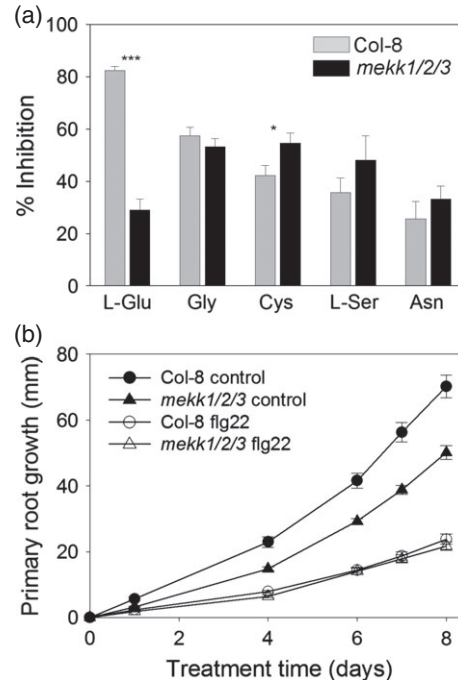 (a)
% Inhibition
100
80
60
40
20
0
Col-8
mekk1/2/3
***
*
L-Glu Gly Cys L-Ser Asn
(b)
Primary root growth (mm)
80
60
40
20
0
Col-8 control
mekk1/2/3 control
Col-8 flg22
mekk1/2/3 flg22
0 2 4 6 8
Treatment time (days)